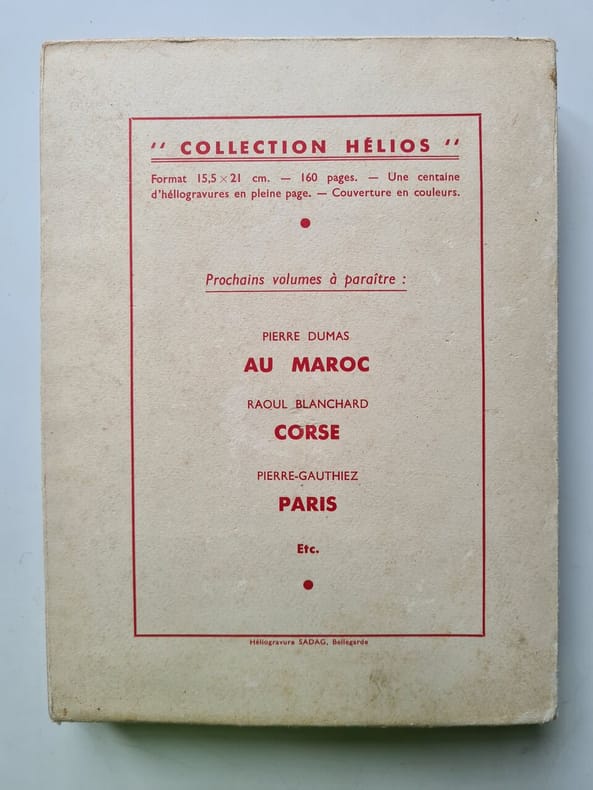 " COLLECTION HÉLIOS "
Format 15,5 × 21 cm. — 160 pages. — Une centaine
d'héliogravures en pleine page. — Couverture en couleurs.
Prochains volumes à paraître :
PIERRE DUMAS
AU MAROC
RAOUL BLANCHARD
CORSE
PIERRE-GAUTHIEZ
PARIS
Etc.
Héliogravure SADAG, Bellegarde